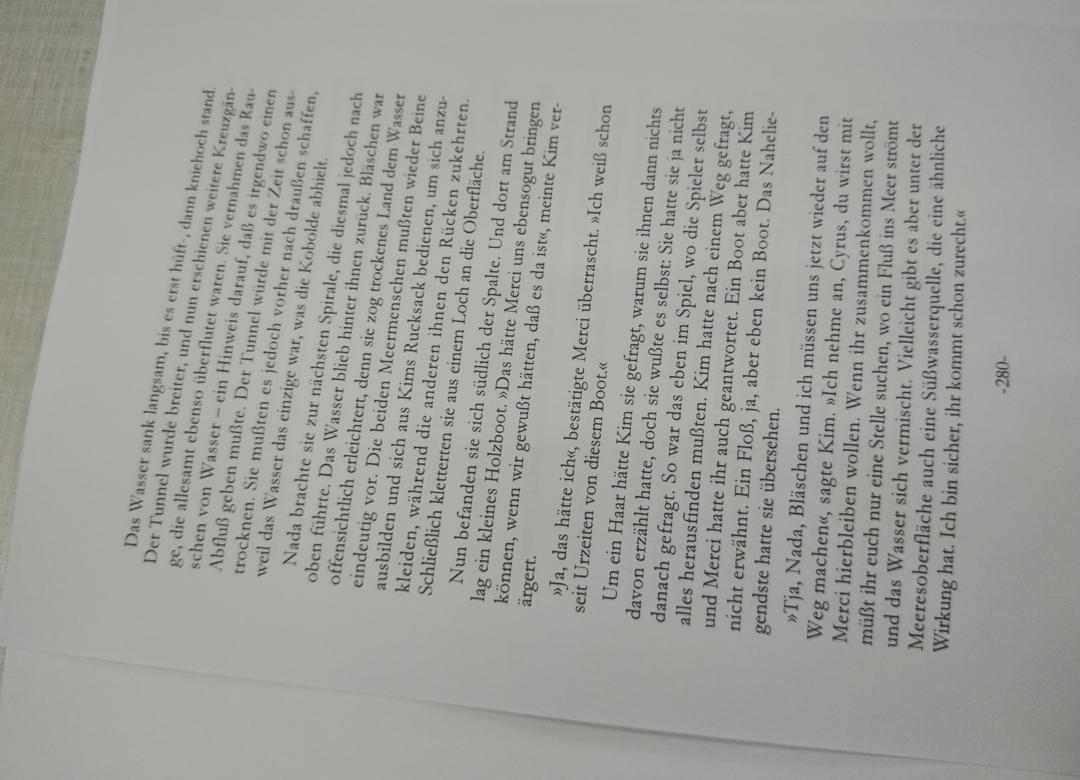 Das Wasser sank langsam, bis es erst hüft-, dann kniehoch stand.
Der Tunnel wurde breiter, und nun erschienen weitere Kreuzgän-
ge, die allesamt ebenso überflutet waren. Sie vernahmen das Rau-
schen von Wasser – ein Hinweis darauf, daß es irgendwo einen
Abfluß geben mußte. Der Tunnel würde mit der Zeit schon aus-
trocknen. Sie mußten es jedoch vorher nach draußen schaffen,
weil das Wasser das einzige war, was die Kobolde abhielt.
Nada brachte sie zur nächsten Spirale, die diesmal jedoch nach
oben führte. Das Wasser blieb hinter ihnen zurück. Bläschen war
offensichtlich erleichtert, denn sie zog trockenes Land dem Wasser
eindeutig vor. Die beiden Meermenschen mußten wieder Beine
ausbilden und sich aus Kims Rucksack bedienen, um sich anzu-
kleiden, während die anderen ihnen den Rücken zukehrten.
Schließlich kletterten sie aus einem Loch an die Oberfläche.
Nun befanden sie sich südlich der Spalte. Und dort am Strand
lag ein kleines Holzboot. »Das hätte Merci uns ebensogut bringen
können, wenn wir gewußt hätten, daß es da ist«, meinte Kim ver-
ärgert.
»Ja, das hätte ich«, bestätigte Merci überrascht. »Ich weiß schon
seit Urzeiten von diesem Boot.«
Um ein Haar hätte Kim sie gefragt, warum sie ihnen dann nichts
davon erzählt hatte, doch sie wußte es selbst: Sie hatte sie ja nicht
danach gefragt. So war das eben im Spiel, wo die Spieler selbst
alles herausfinden mußten. Kim hatte nach einem Weg gefragt,
und Merci hatte ihr auch geantwortet. Ein Boot aber hatte Kim
nicht erwähnt. Ein Floß, ja, aber eben kein Boot. Das Nahelie-
gendste hatte sie übersehen.
»Tja, Nada, Bläschen und ich müssen uns jetzt wieder auf den
Weg machen«, sagte Kim. »Ich nehme an, Cyrus, du wirst mit
Merci hierbleiben wollen. Wenn ihr zusammenkommen wollt,
müßt ihr euch nur eine Stelle suchen, wo ein Fluß ins Meer strömt
und das Wasser sich vermischt. Vielleicht gibt es aber unter der
Meeresoberfläche auch eine Süßwasserquelle, die eine ähnliche
Wirkung hat. Ich bin sicher, ihr kommt schon zurecht.«
-280-